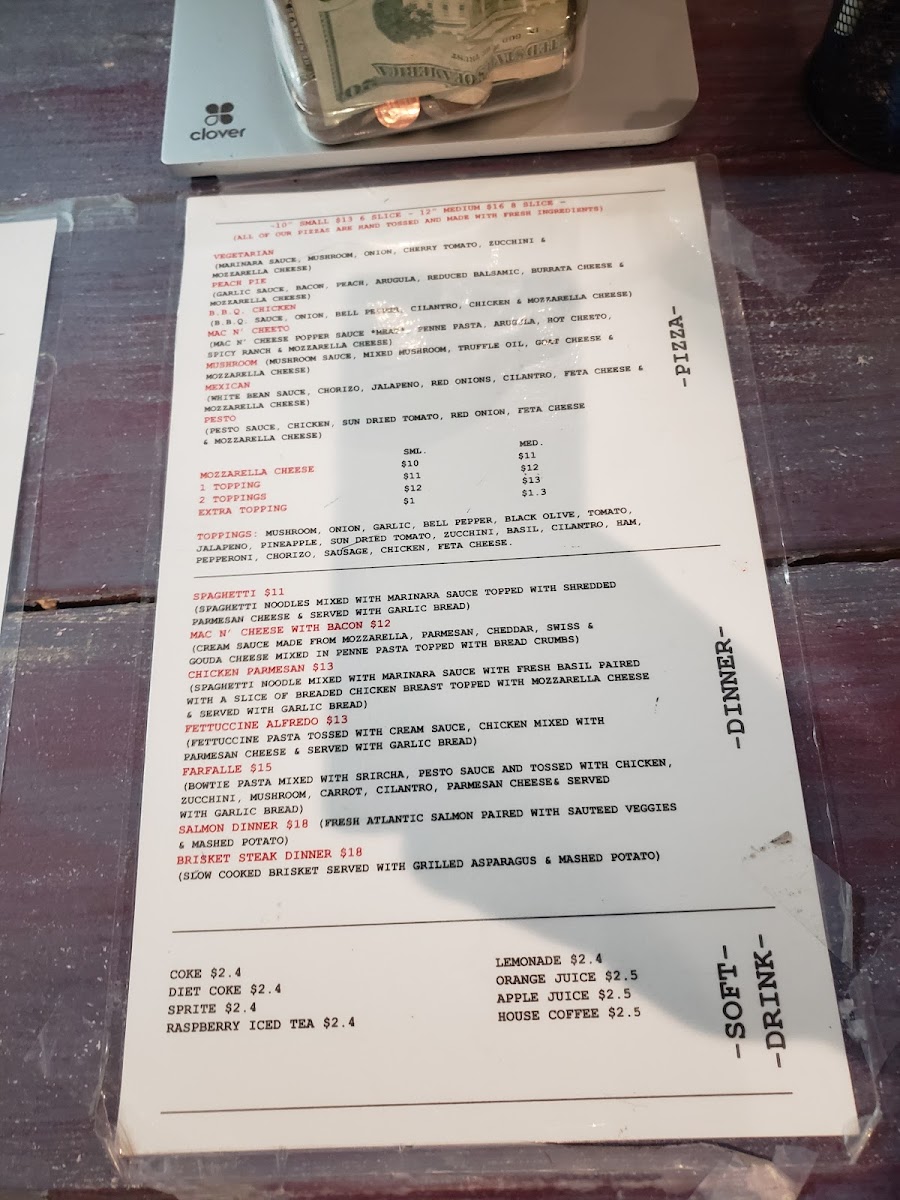 TED STATES OF AMERICA
clover
-10" SMALL $13 6 SLICE - 12" MEDIUM $16 8 SLICE -
(ALL OF OUR PIZZAS ARE HAND TOSSED AND MADE WITH FRESH INGREDIENTS)
VEGETARIAN
(MARINARA SAUCE, MUSHROOM, ONION, CHERRY TOMATO, ZUCCHINI &
MOZZARELLA CHEESE)
PEACH PIE
(GARLIC SAUCE, BACON, PEACH, ARUGULA, REDUCED BALSAMIC, BURRATA CHEESE &
MOZZARELLA CHEESE)
B.B.Q. CHICKEN
(B.B.Q. SAUCE, ONION, BELL PEPPER, CILANTRO, CHICKEN & MOZZARELLA CHEESE)
MAC N' CHEETO
(MAC N' CHEESE POPPER SAUCE *MEAT*, PENNE PASTA, ARUGULA, HOT CHEETO,
SPICY RANCH & MOZZARELLA CHEESE)
MUSHROOM (MUSHROOM SAUCE, MIXED MUSHROOM, TRUFFLE OIL, GOAT CHEESE &
MOZZARELLA CHEESE)
MEXICAN
(WHITE BEAN SAUCE, CHORIZO, JALAPENO, RED ONIONS, CILANTRO, FETA CHEESE &
MOZZARELLA CHEESE)
PESTO
(PESTO SAUCE, CHICKEN, SUN DRIED TOMATO, RED ONION, FETA CHEESE
& MOZZARELLA CHEESE)
-PIZZA-
SML. MED.
MOZZARELLA CHEESE $10 $11
1 TOPPING $11 $12
2 TOPPINGS $12 $13
EXTRA TOPPING $1 $1.3
TOPPINGS: MUSHROOM, ONION, GARLIC, BELL PEPPER, BLACK OLIVE, TOMATO,
JALAPENO, PINEAPPLE, SUN DRIED TOMATO, ZUCCHINI, BASIL, CILANTRO, HAM,
PEPPERONI, CHORIZO, SAUSAGE, CHICKEN, FETA CHEESE.
SPAGHETTI $11
(SPAGHETTI NOODLES MIXED WITH MARINARA SAUCE TOPPED WITH SHREDDED
PARMESAN CHEESE & SERVED WITH GARLIC BREAD)
MAC N' CHEESE WITH BACON $12
(CREAM SAUCE MADE FROM MOZZARELLA, PARMESAN, CHEDDAR, SWISS &
GOUDA CHEESE MIXED IN PENNE PASTA TOPPED WITH BREAD CRUMBS)
CHICKEN PARMESAN $13
(SPAGHETTI NOODLE MIXED WITH MARINARA SAUCE WITH FRESH BASIL PAIRED
WITH A SLICE OF BREADED CHICKEN BREAST TOPPED WITH MOZZARELLA CHEESE
& SERVED WITH GARLIC BREAD)
FETTUCCINE ALFREDO $13
(FETTUCCINE PASTA TOSSED WITH CREAM SAUCE, CHICKEN MIXED WITH
PARMESAN CHEESE & SERVED WITH GARLIC BREAD)
FARFALLE $15
(BOWTIE PASTA MIXED WITH SRIRCHA, PESTO SAUCE AND TOSSED WITH CHICKEN,
ZUCCHINI, MUSHROOM, CARROT, CILANTRO, PARMESAN CHEESE& SERVED
WITH GARLIC BREAD)
SALMON DINNER $18 (FRESH ATLANTIC SALMON PAIRED WITH SAUTEED VEGGIES
& MASHED POTATO)
BRISKET STEAK DINNER $18
(SLOW COOKED BRISKET SERVED WITH GRILLED ASPARAGUS & MASHED POTATO)
-DINNER-
COKE $2.4
DIET COKE $2.4
SPRITE $2.4
RASPBERRY ICED TEA $2.4
LEMONADE $2.4
ORANGE JUICE $2.5
APPLE JUICE $2.5
HOUSE COFFEE $2.5
-SOFT-
-DRINK-